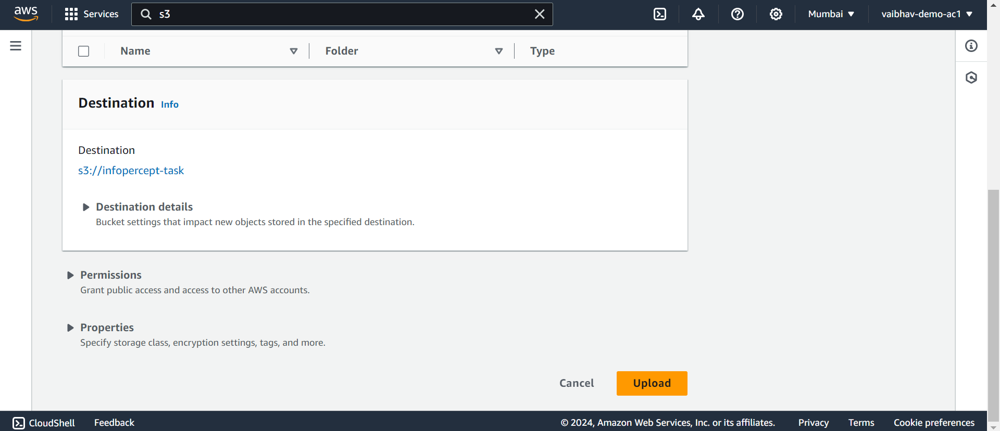 aws Services s3 Mumbai vaibhav-demo-ac1
Name Folder Type
Destination Info
Destination
s3://infopercept-task
Destination details
Bucket settings that impact new objects stored in the specified destination.
Permissions
Grant public access and access to other AWS accounts.
Properties
Specify storage class, encryption settings, tags, and more.
Cancel Upload
CloudShell Feedback © 2024, Amazon Web Services, Inc. or its affiliates. Privacy Terms Cookie preferences